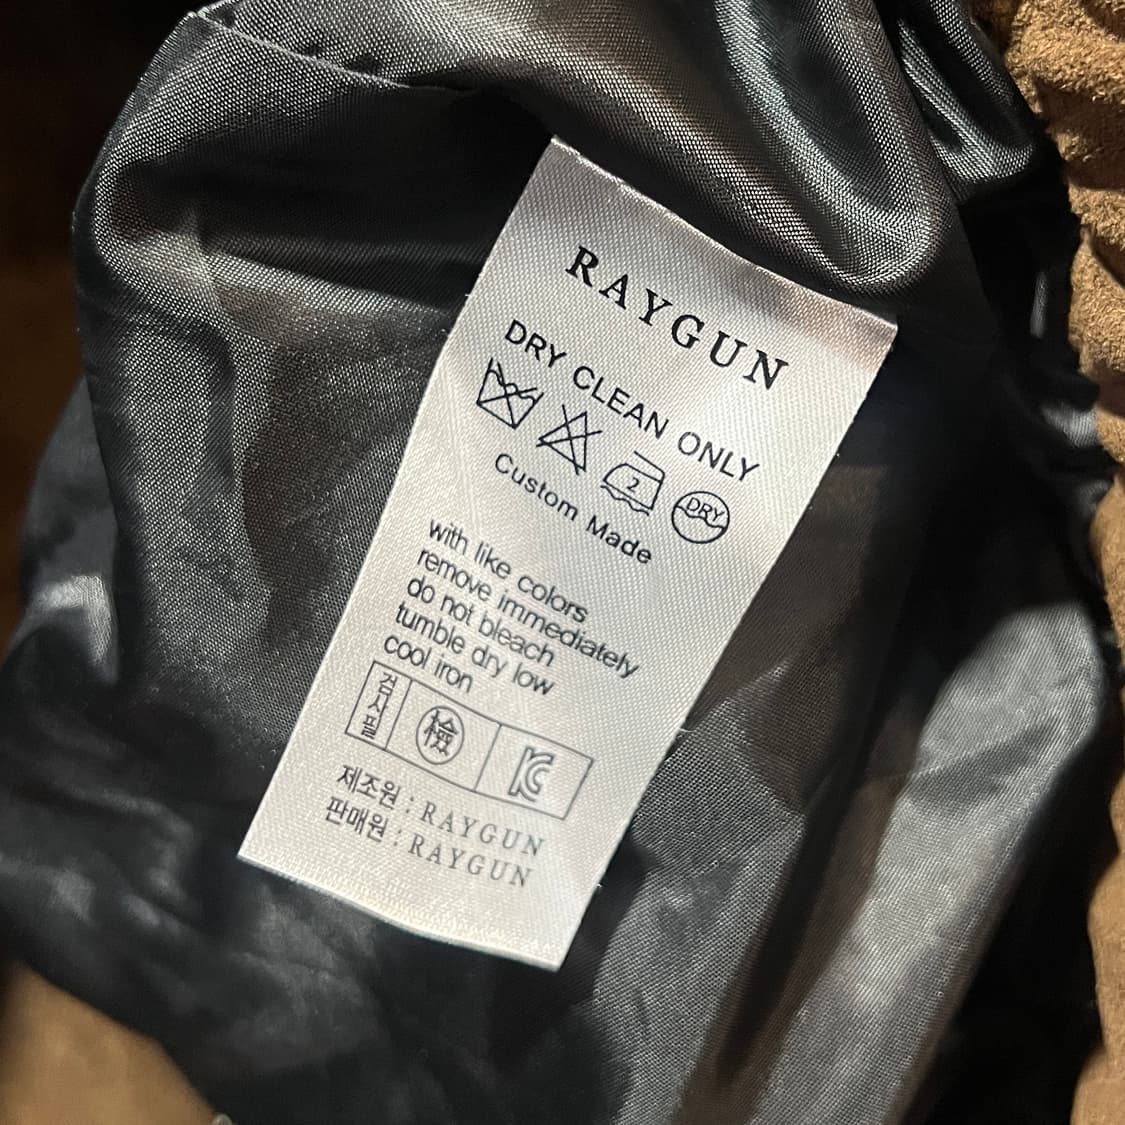 RAYGUN
DRY CLEAN ONLY
2 DRY
Custom Made
with like colors
remove immediately
do not bleach
tumble dry low
cool iron
검사필 檢 KC
제조원 : RAYGUN
판매원 : RAYGUN